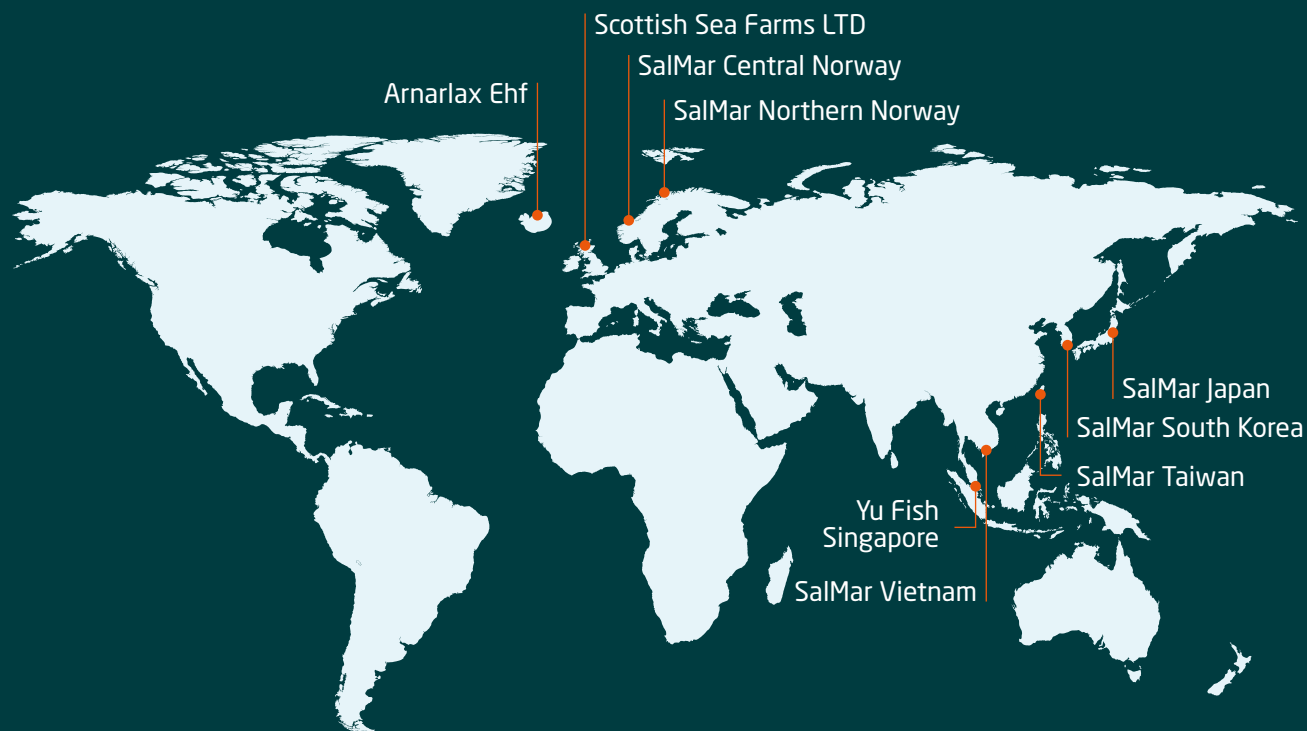 Scottish Sea Farms LTD
SalMar Central Norway
Arnarlax Ehf
SalMar Northern Norway
SalMar Japan
SalMar South Korea
SalMar Taiwan
Yu Fish
Singapore
SalMar Vietnam